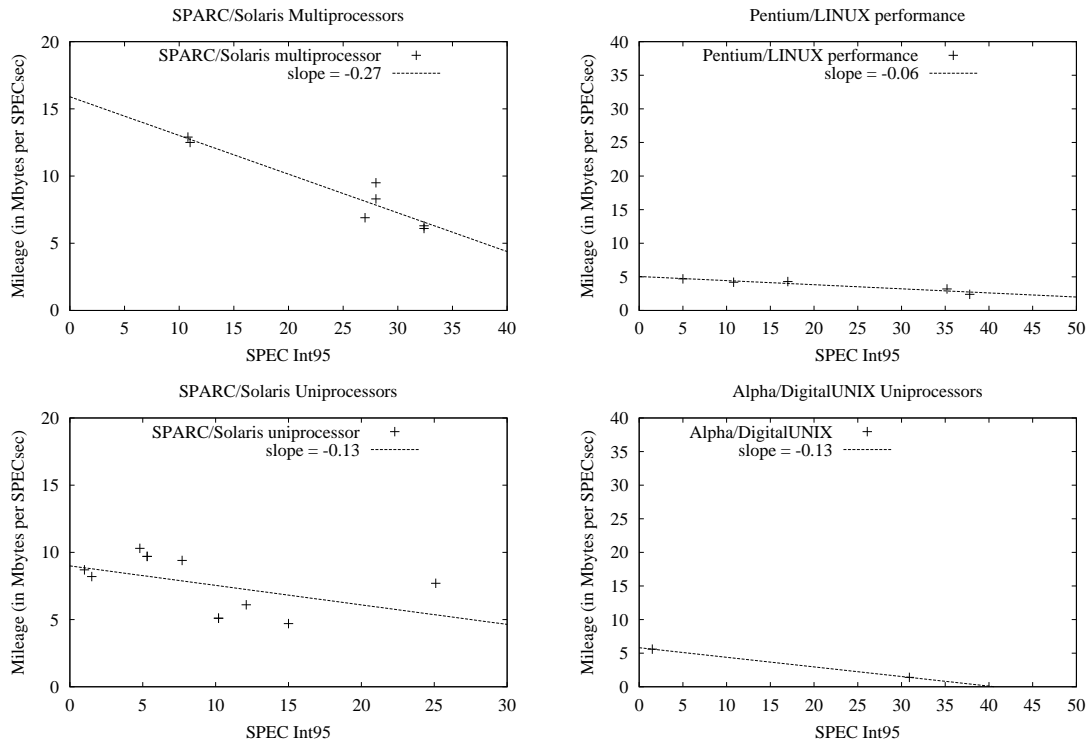 SPARC/Solaris Multiprocessors
20
15
10
5
0
Mileage (in Mbytes per SPECsec)
SPARC/Solaris multiprocessor
slope = -0.27
0 5 10 15 20 25 30 35 40
SPEC Int95
Pentium/LINUX performance
40
35
30
25
20
15
10
5
0
Mileage (in Mbytes per SPECsec)
Pentium/LINUX performance
slope = -0.06
0 5 10 15 20 25 30 35 40 45 50
SPEC Int95
SPARC/Solaris Uniprocessors
20
15
10
5
0
Mileage (in Mbytes per SPECsec)
SPARC/Solaris uniprocessor
slope = -0.13
0 5 10 15 20 25 30
SPEC Int95
Alpha/DigitalUNIX Uniprocessors
40
35
30
25
20
15
10
5
0
Mileage (in Mbytes per SPECsec)
Alpha/DigitalUNIX
slope = -0.13
0 5 10 15 20 25 30 35 40 45 50
SPEC Int95